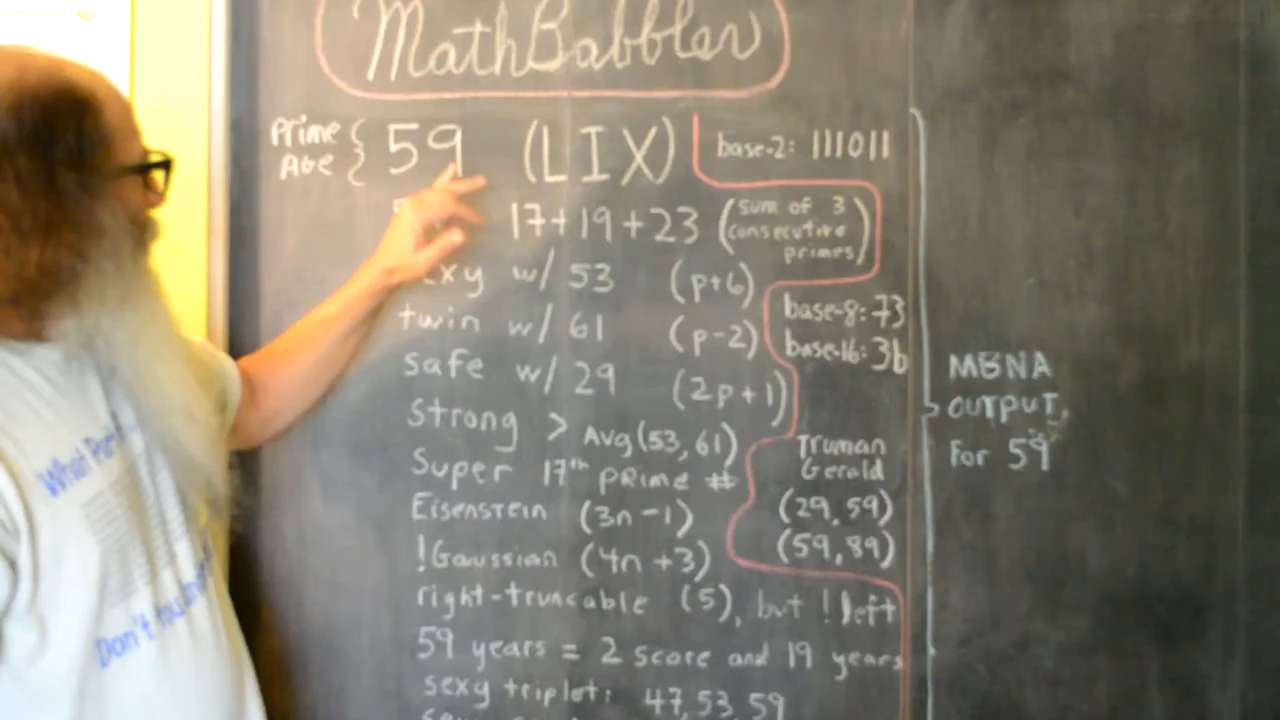 MathBabbler
Prime
AGE { 59 (LIX)
base-2: 111011
17+19+23 (sum of 3
consecutive
primes)
exy w/ 53 (p+6)
twin w/ 61 (p-2)
base-8: 73
base-16: 3b
safe w/ 29 (2p+1)
Strong > Avg(53,61)
Super 17th PRime #
Truman
Gerald
(29,59)
(59,89)
Eisenstein (3n-1)
!Gaussian (4n+3)
right-truncable (5), but !left
59 years = 2 score and 19 years
sexy triplet: 47,53,59
MBNA
OUTPUT
For 59
What Part
Don't